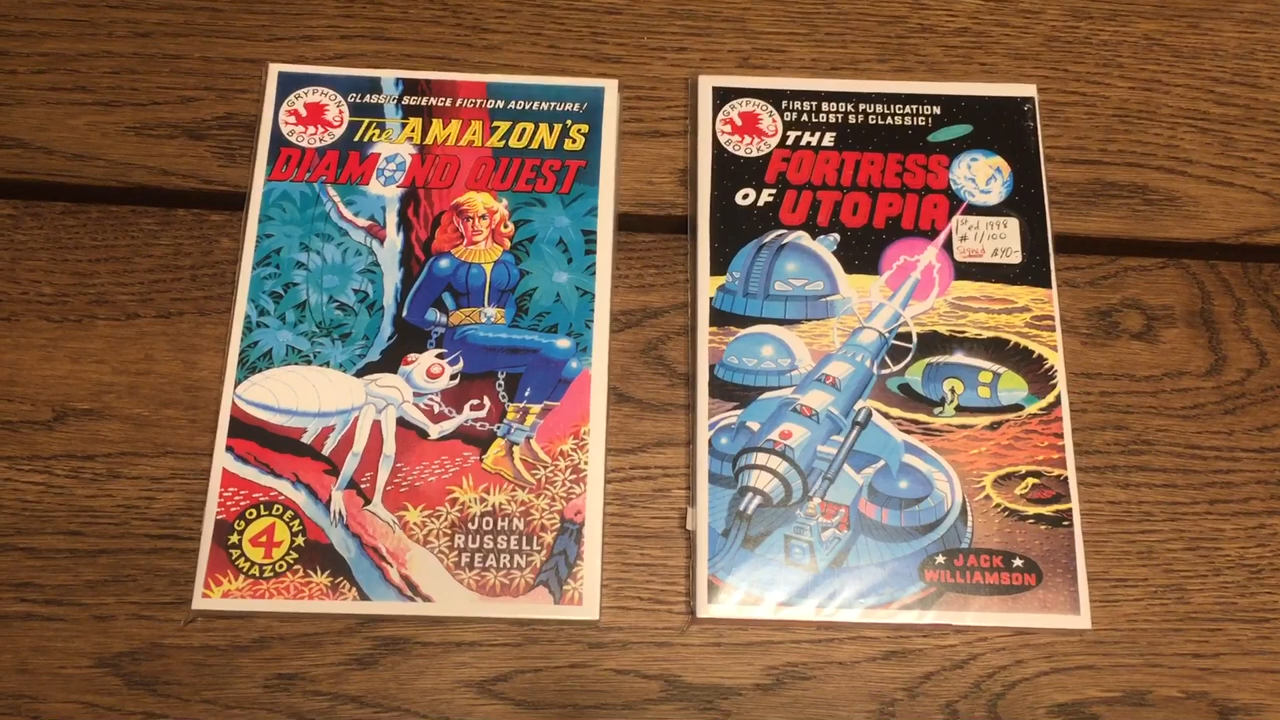 GRYPHON
BOOKS
CLASSIC SCIENCE FICTION ADVENTURE!
The AMAZON'S
DIAMOND QUEST
GOLDEN
4
AMAZON
JOHN
RUSSELL
FEARN
GRYPHON
BOOKS
FIRST BOOK PUBLICATION
OF A LOST SF CLASSIC!
THE
FORTRESS
OF UTOPIA
1st ed 1998
# 1/100
Signed $40-
JACK
WILLIAMSON